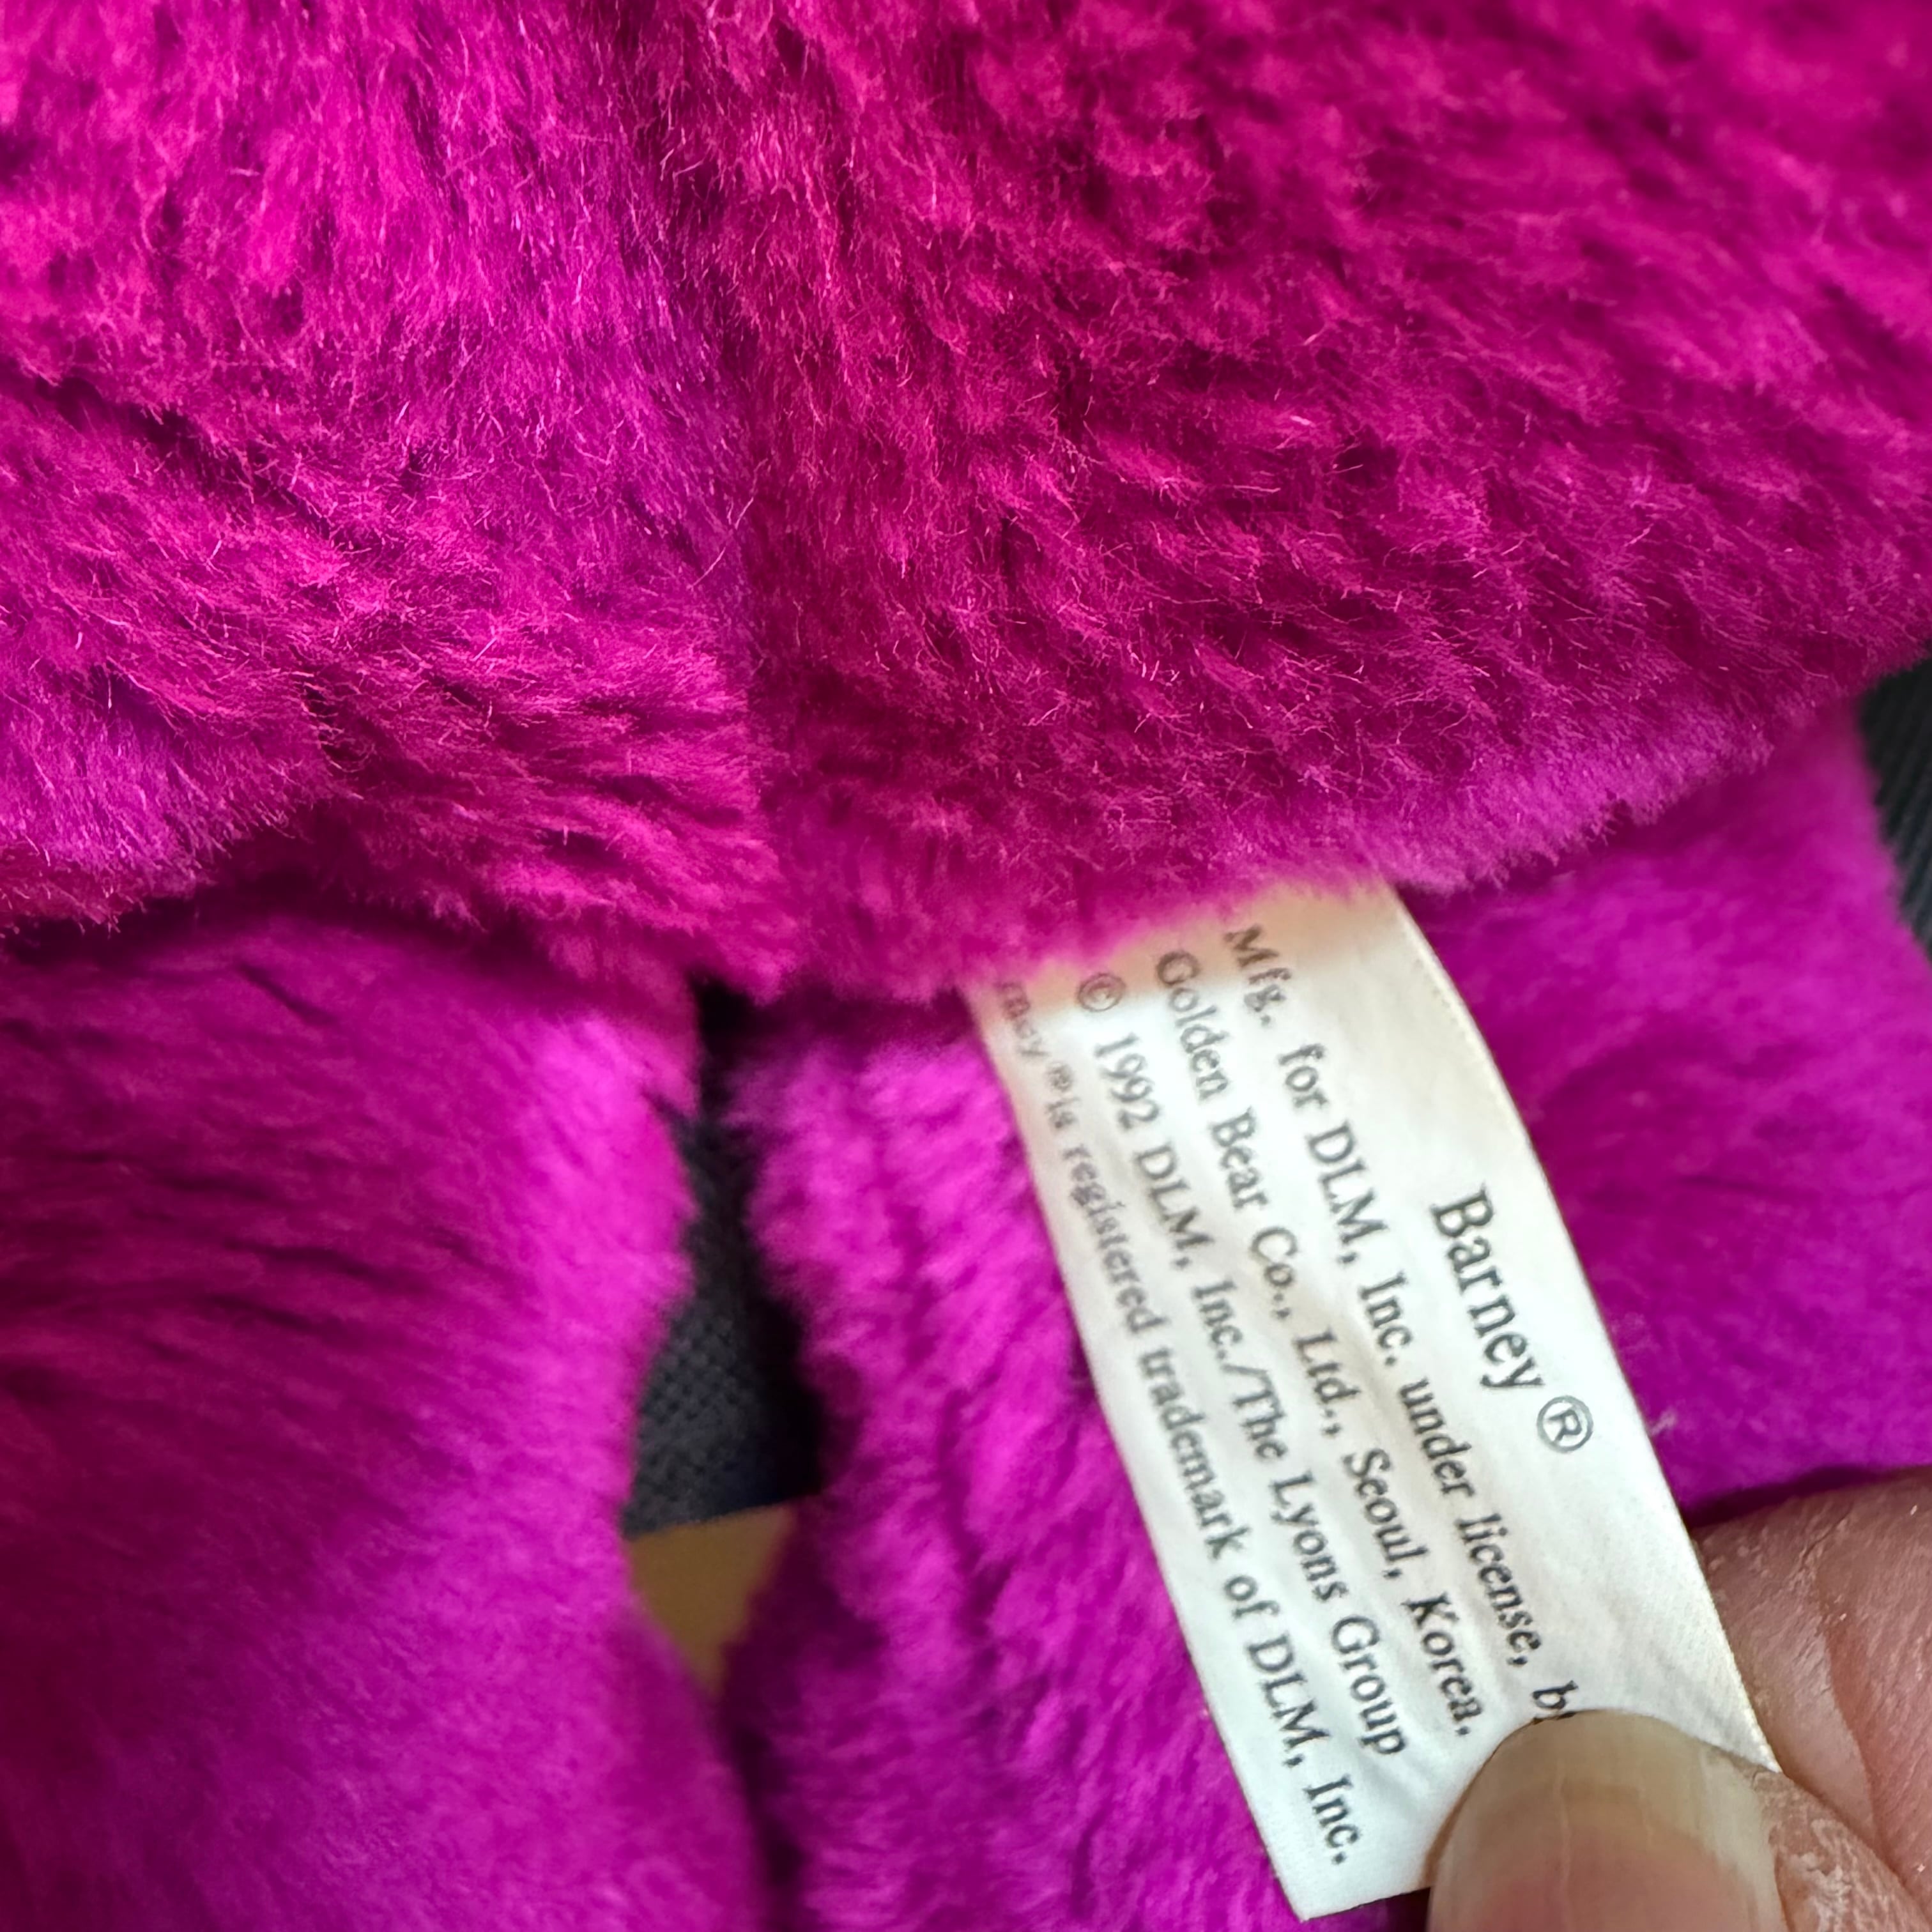 Barney ®
Mfg. for DLM, Inc. under license, by
Golden Bear Co., Ltd., Seoul, Korea.
© 1992 DLM, Inc./The Lyons Group
® is registered trademark of DLM, Inc.